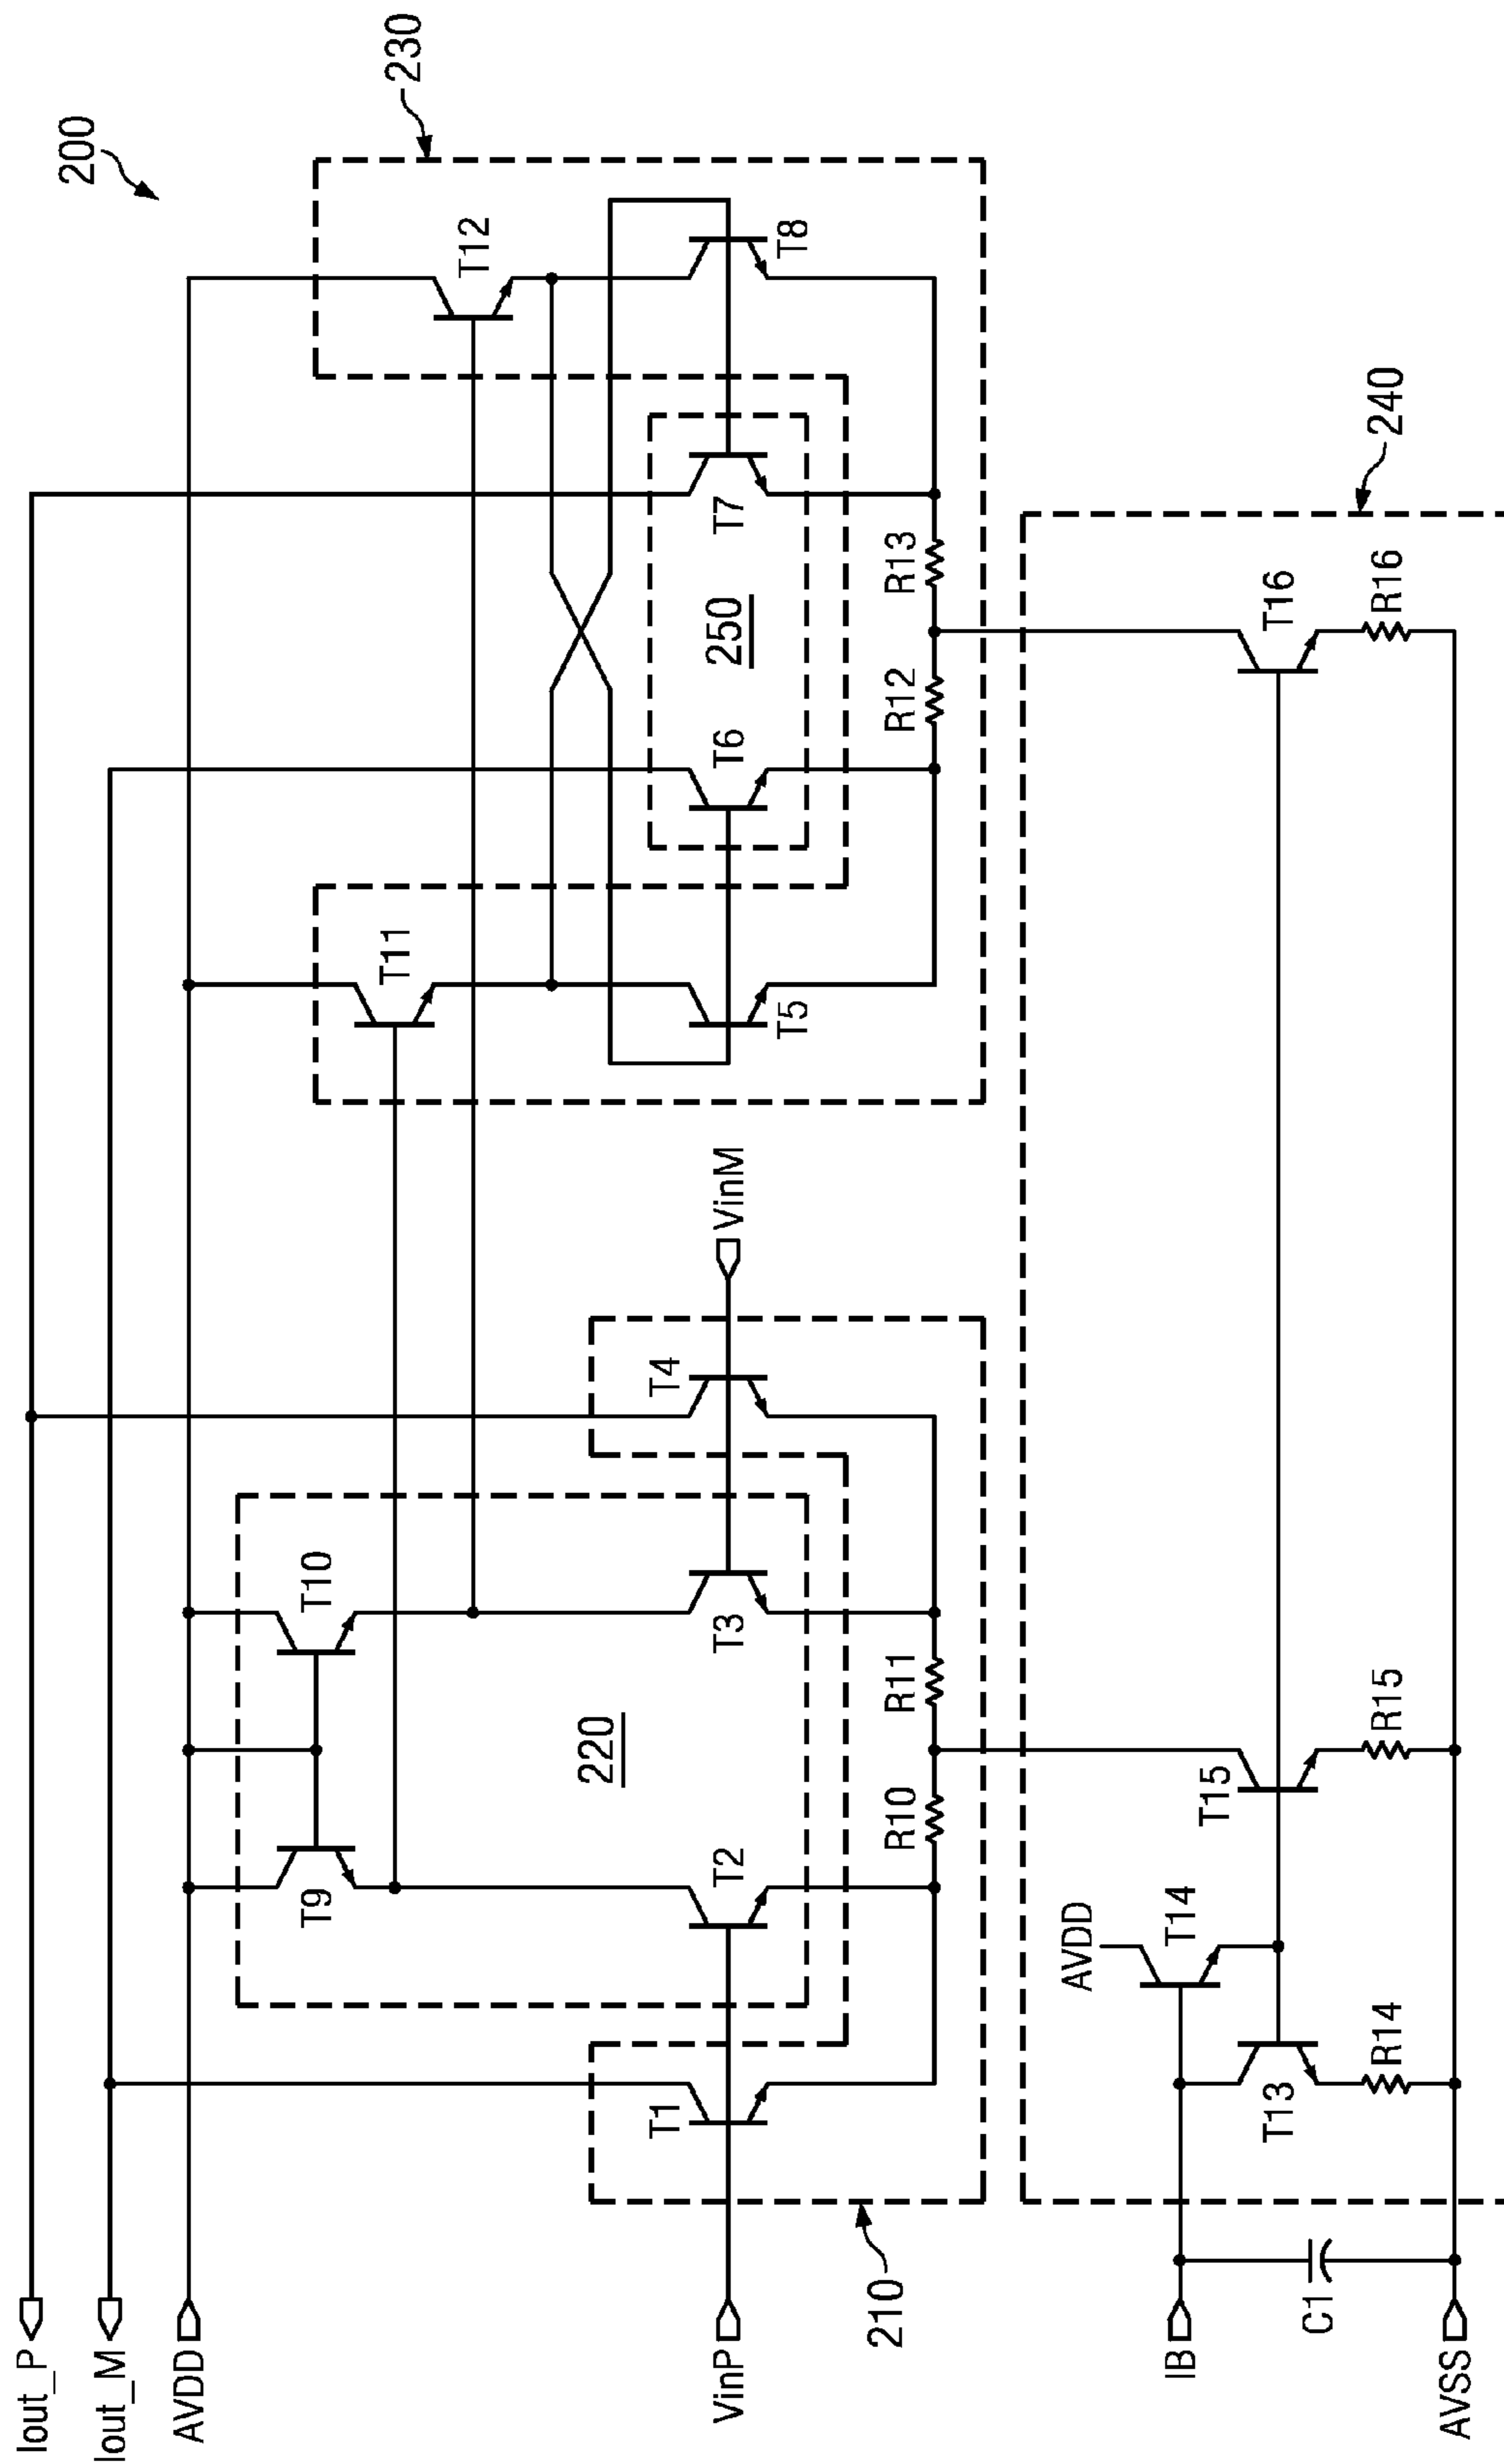 200
230
Iout_P
Iout_M
AVDD
T12
T11
T10
T9
220
T8
T7
250
T6
T5
VinM
T4
T3
T2
T1
VinP
R13
R12
R11
R10
210
240
AVDD
T14
T16
T15
T13
IB
R16
R15
R14
C1
AVSS